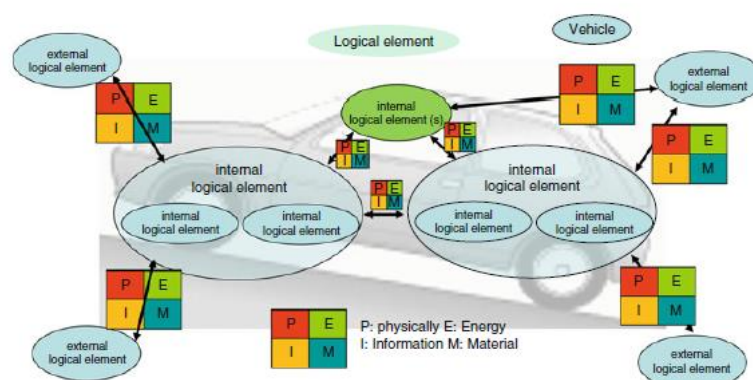 Logical element
Vehicle
external
logical element
P E
I M
internal
logical element (s)
P E
I M
P E
I M
P E
I M
external
logical element
P E
I M
internal
logical element
internal
logical element
internal
logical element
P E
I M
internal
logical element
internal
logical element
internal
logical element
P E
I M
external
logical element
P E
I M
P: physically E: Energy
I: Information M: Material
P E
I M
external
logical element